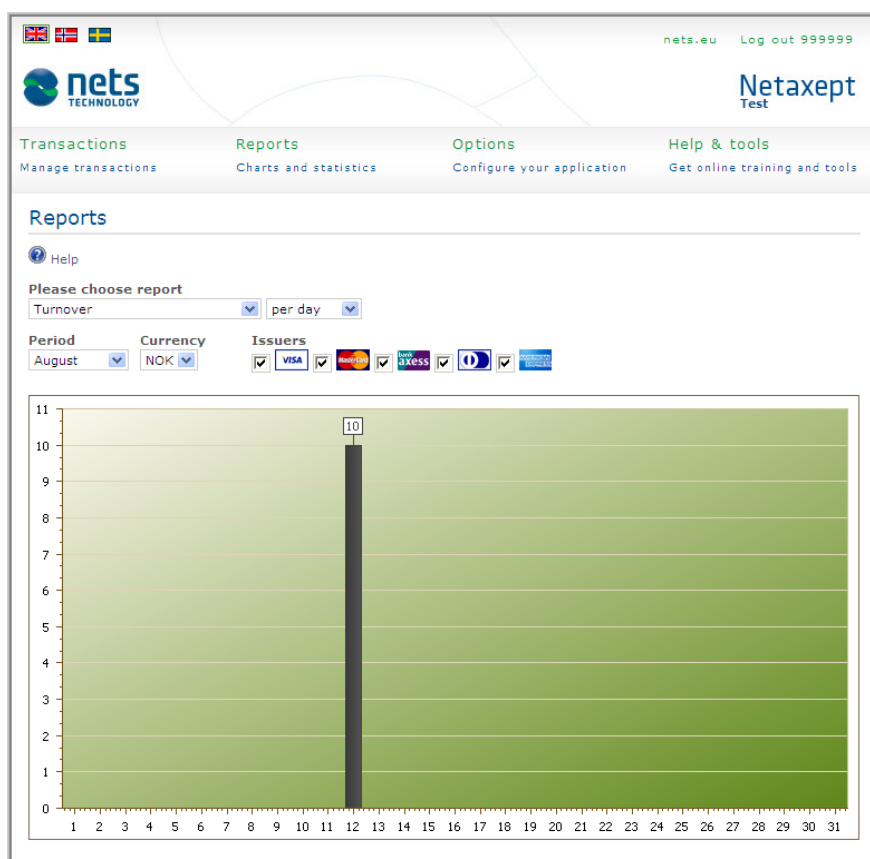 nets.eu Log out 999999
nets
TECHNOLOGY
Netaxept
Test
Transactions Reports Options Help & tools
Manage transactions Charts and statistics Configure your application Get online training and tools
Reports
Help
Please choose report
Turnover per day
Period Currency Issuers
August NOK VISA MasterCard bank axess AMERICAN EXPRESS
11
10
10
9
8
7
6
5
4
3
2
1
0
1 2 3 4 5 6 7 8 9 10 11 12 13 14 15 16 17 18 19 20 21 22 23 24 25 26 27 28 29 30 31